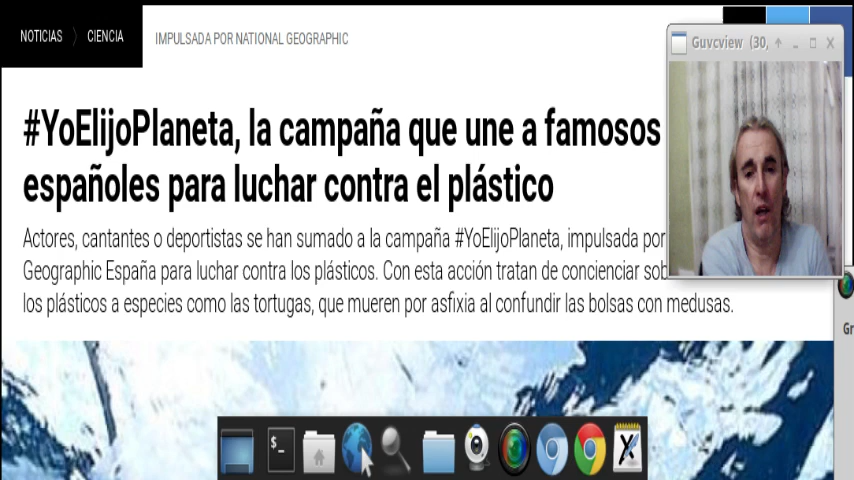 NOTICIAS CIENCIA IMPULSADA POR NATIONAL GEOGRAPHIC
Guvcview (30,
#YoElijoPlaneta, la campaña que une a famosos
españoles para luchar contra el plástico
Actores, cantantes o deportistas se han sumado a la campaña #YoElijoPlaneta, impulsada por
Geographic España para luchar contra los plásticos. Con esta acción tratan de concienciar sob
los plásticos a especies como las tortugas, que mueren por asfixia al confundir las bolsas con medusas.
Gr
$_
X